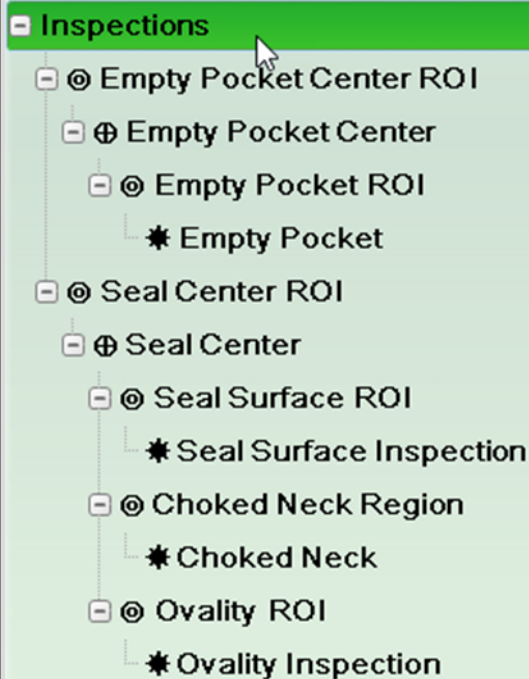 Inspections
Empty Pocket Center ROI
Empty Pocket Center
Empty Pocket ROI
Empty Pocket
Seal Center ROI
Seal Center
Seal Surface ROI
Seal Surface Inspection
Choked Neck Region
Choked Neck
Ovality ROI
Ovality Inspection